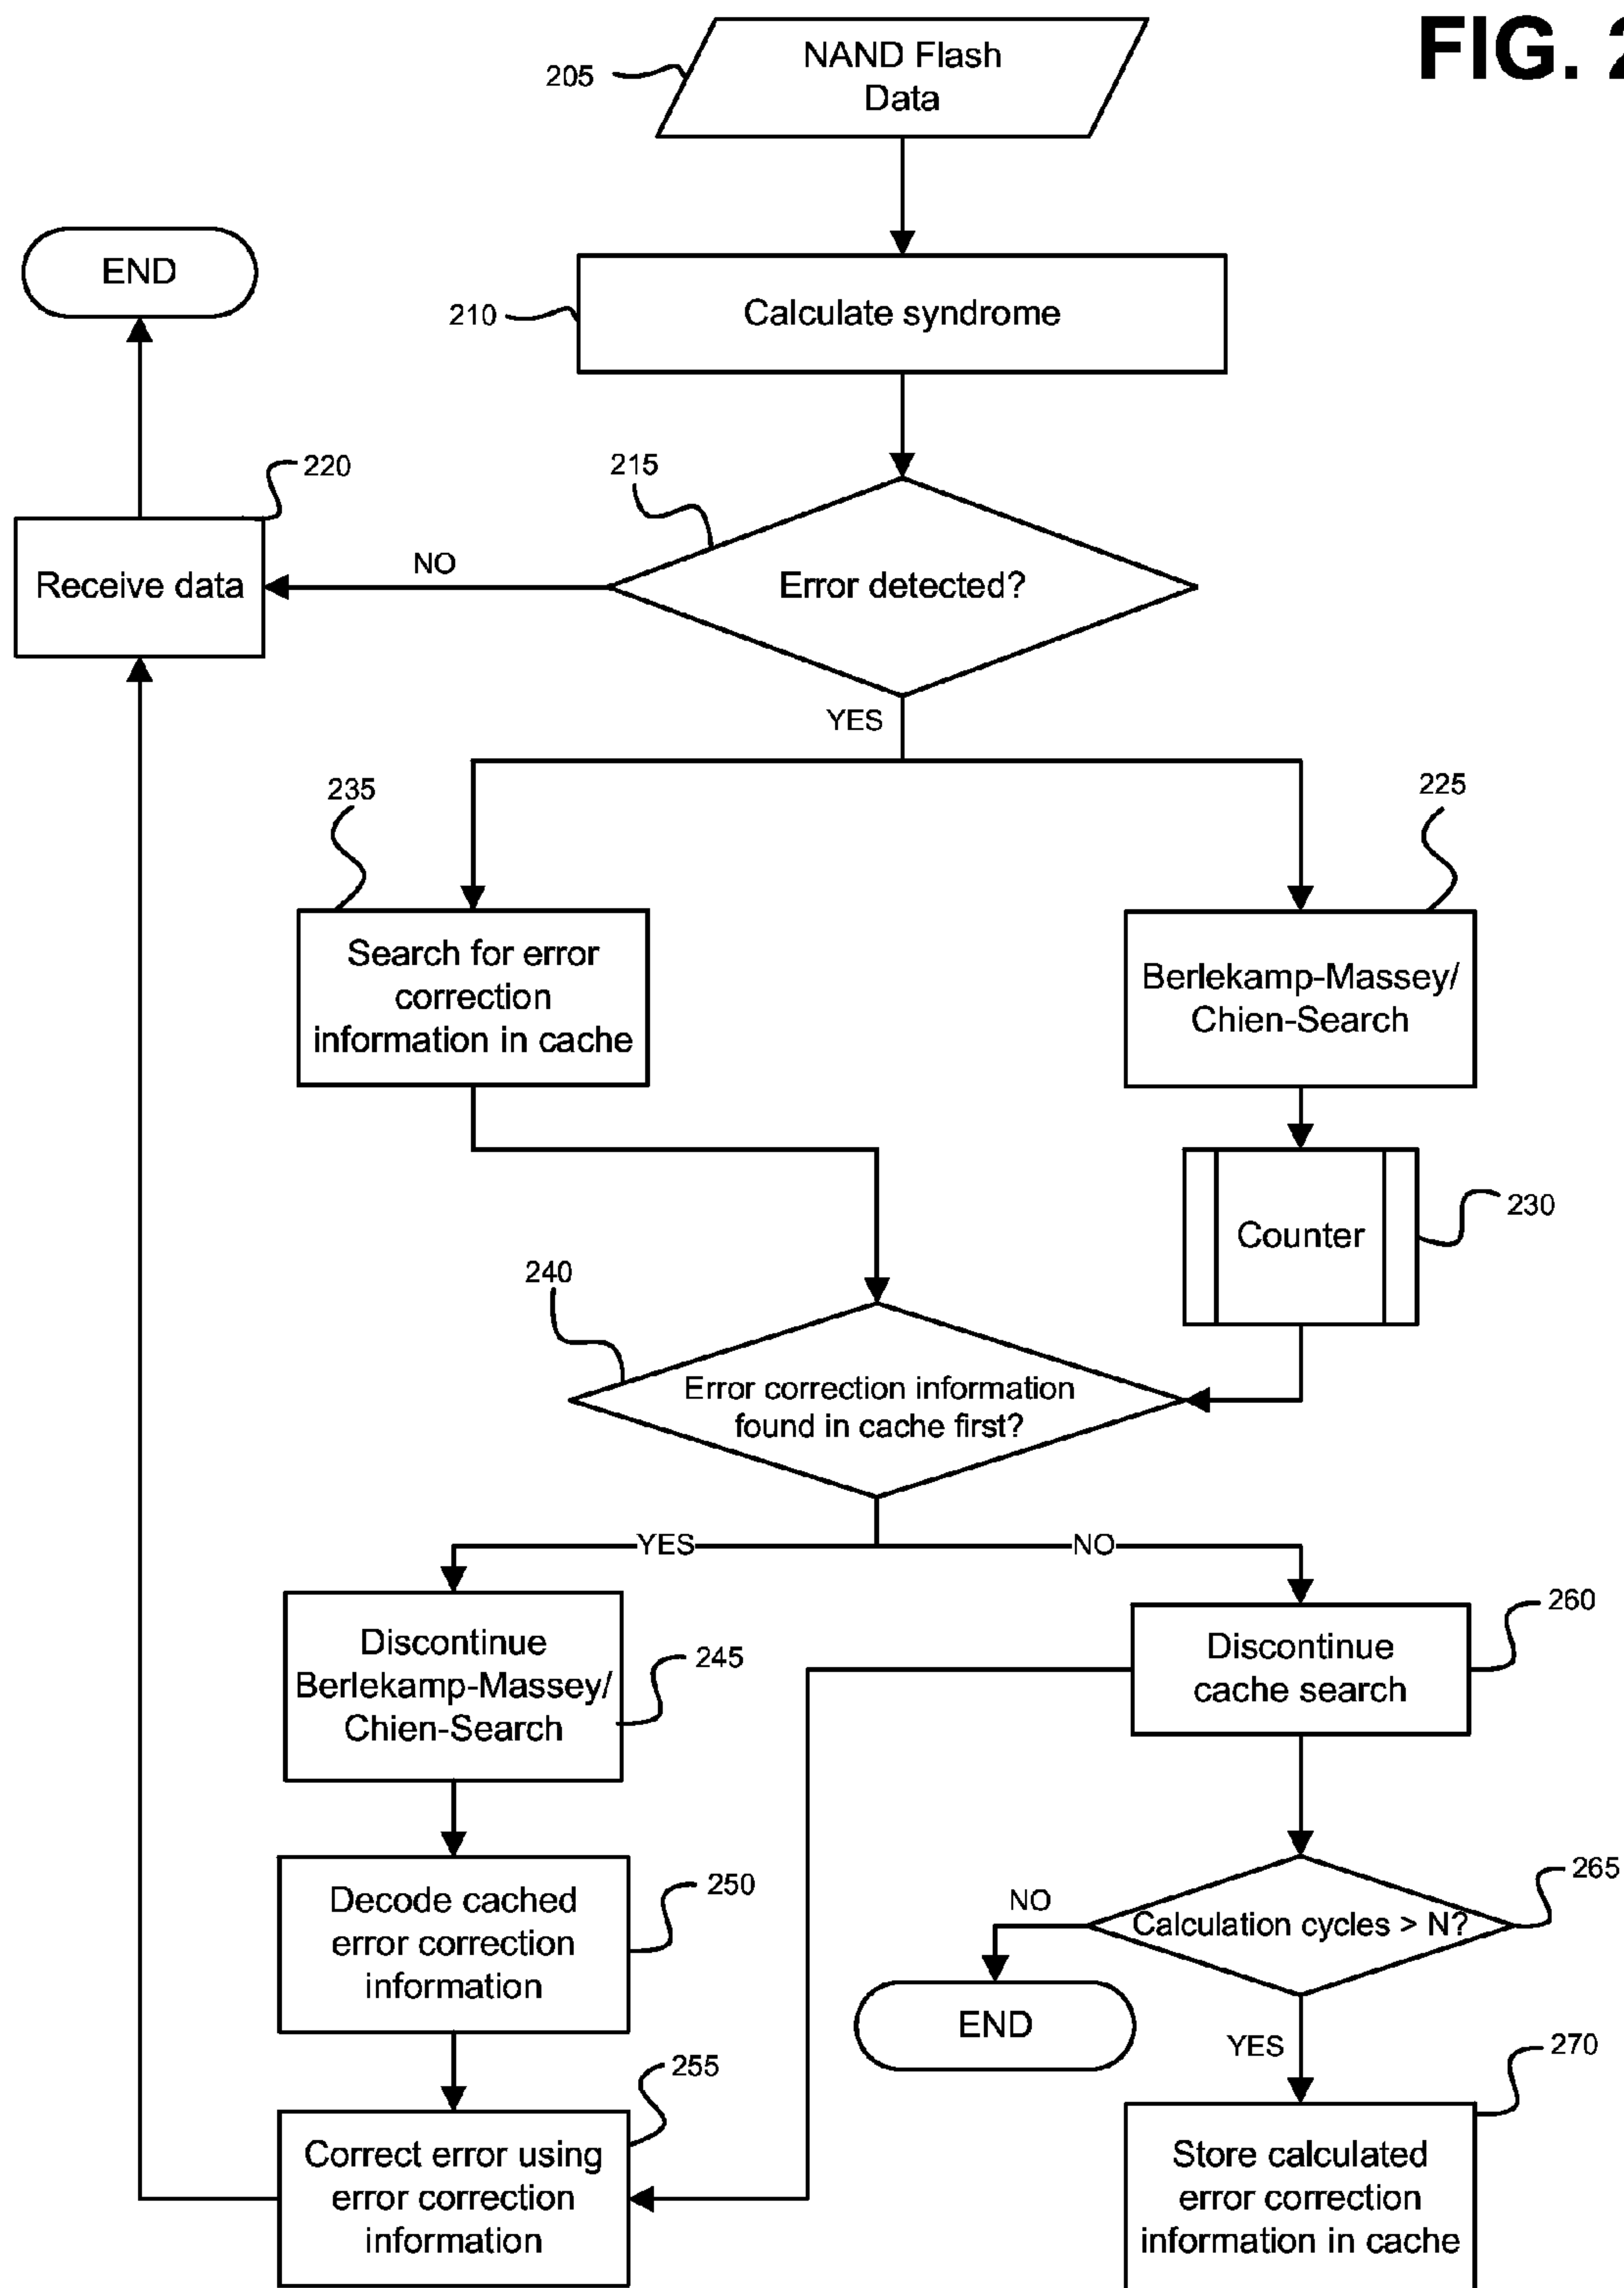 FIG. 2
205
NAND Flash
Data
END
210
Calculate syndrome
220
215
Receive data
NO
Error detected?
YES
235
225
Search for error
correction
information in cache
Berlekamp-Massey/
Chien-Search
230
Counter
240
Error correction information
found in cache first?
YES
NO
260
Discontinue
Berlekamp-Massey/
Chien-Search
245
Discontinue
cache search
250
Decode cached
error correction
information
265
NO
Calculation cycles > N?
END
YES
270
255
Correct error using
error correction
information
Store calculated
error correction
information in cache